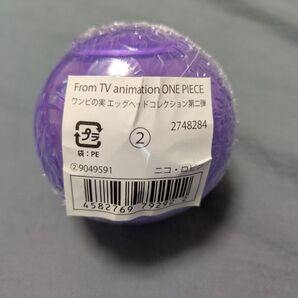 From TV animation ONE PIECE
ワンピの実 エッグヘッドコレクション第二弾
プラ
袋：PE
②
2748284
②9049591
ニコ・ロビ
4582769